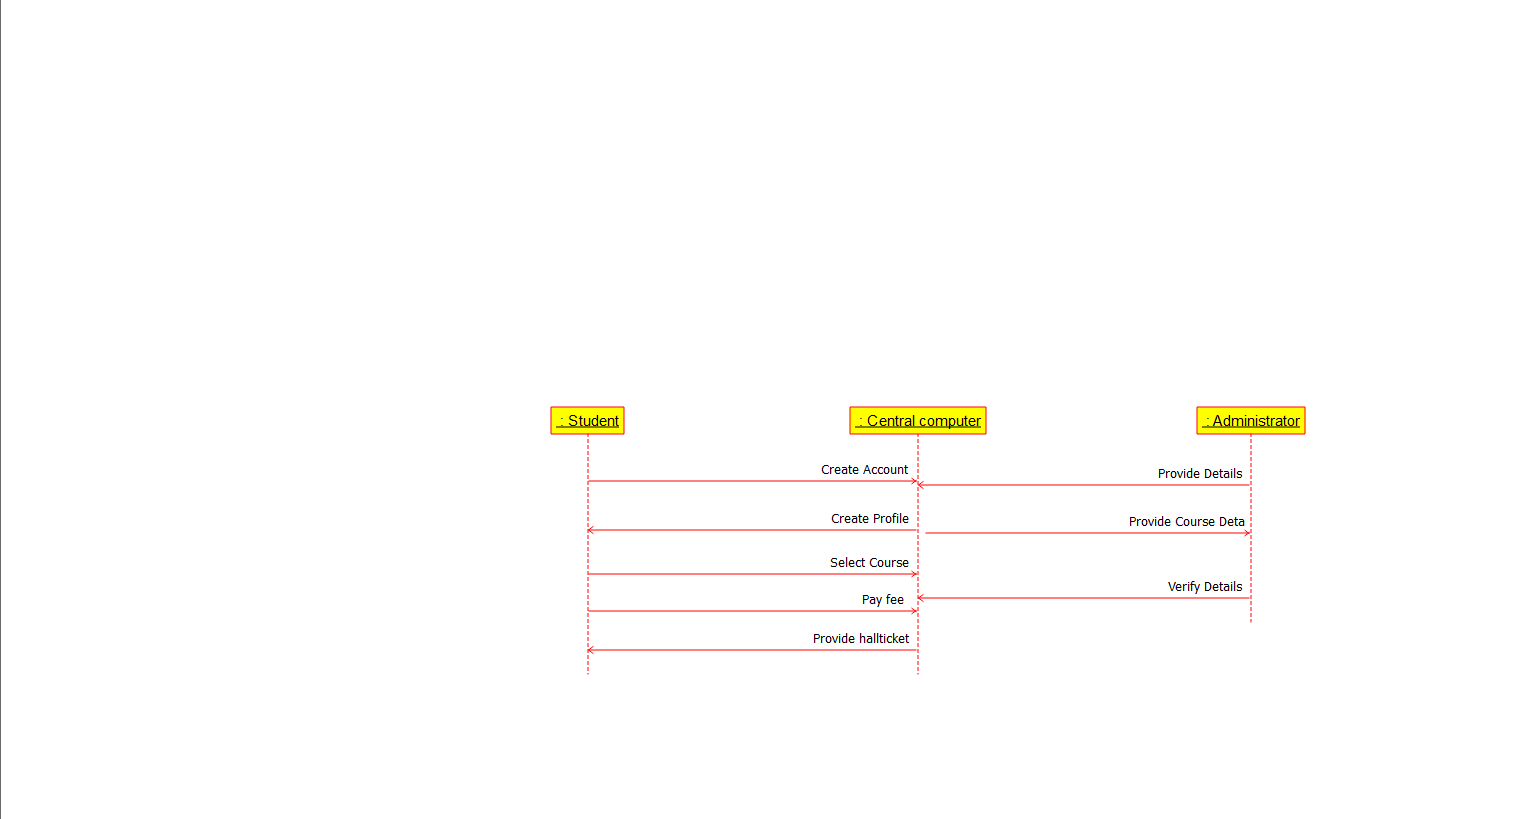 : Student
: Central computer
: Administrator
Create Account
Provide Details
Create Profile
Provide Course Deta
Select Course
Verify Details
Pay fee
Provide hallticket